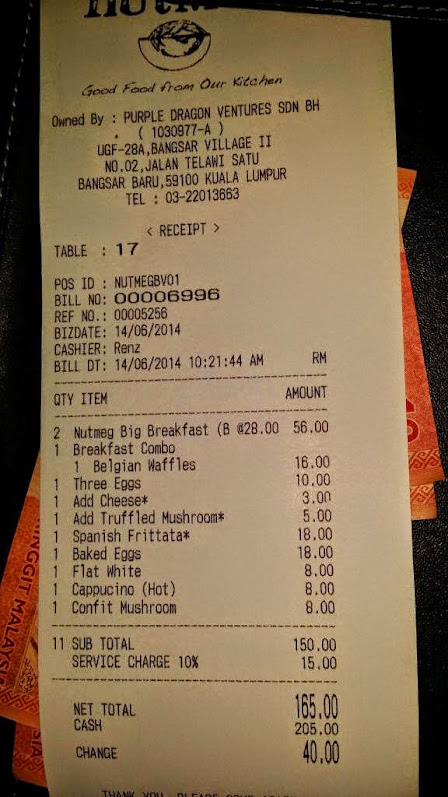 Good Food from Our Kitchen
Owned By : PURPLE DRAGON VENTURES SDN BH
( 1030977-A )
UGF-28A,BANGSAR VILLAGE II
NO.02,JALAN TELAWI SATU
BANGSAR BARU,59100 KUALA LUMPUR
TEL : 03-22013663
< RECEIPT >
TABLE : 17
POS ID : NUTMEGBV01
BILL NO: 00006996
REF NO.: 00005256
BIZDATE: 14/06/2014
CASHIER: Renz
BILL DT: 14/06/2014 10:21:44 AM RM
QTY ITEM AMOUNT
2 Nutmeg Big Breakfast (B @28.00 56.00
1 Breakfast Combo
1 Belgian Waffles 16.00
1 Three Eggs 10.00
1 Add Cheese* 3.00
1 Add Truffled Mushroom* 5.00
1 Spanish Frittata* 18.00
1 Baked Eggs 18.00
1 Flat White 8.00
1 Cappucino (Hot) 8.00
1 Confit Mushroom 8.00
11 SUB TOTAL 150.00
SERVICE CHARGE 10% 15.00
NET TOTAL 165.00
CASH 205.00
CHANGE 40.00
RINGGIT MALAYSIA